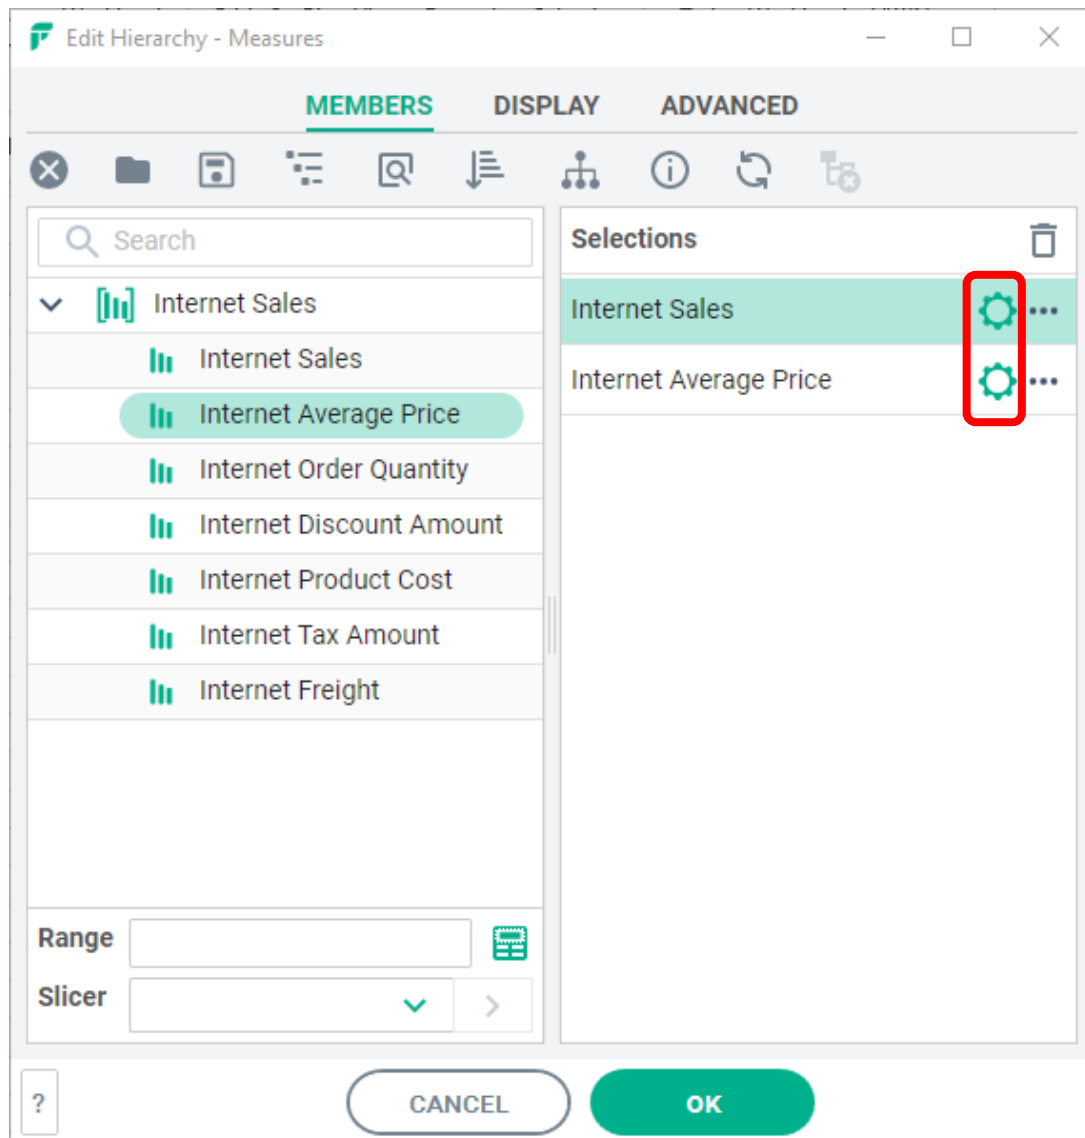 Edit Hierarchy - Measures
MEMBERS DISPLAY ADVANCED
Search
Internet Sales
Internet Sales
Internet Average Price
Internet Order Quantity
Internet Discount Amount
Internet Product Cost
Internet Tax Amount
Internet Freight
Range
Slicer
Selections
Internet Sales
Internet Average Price
?
CANCEL
OK